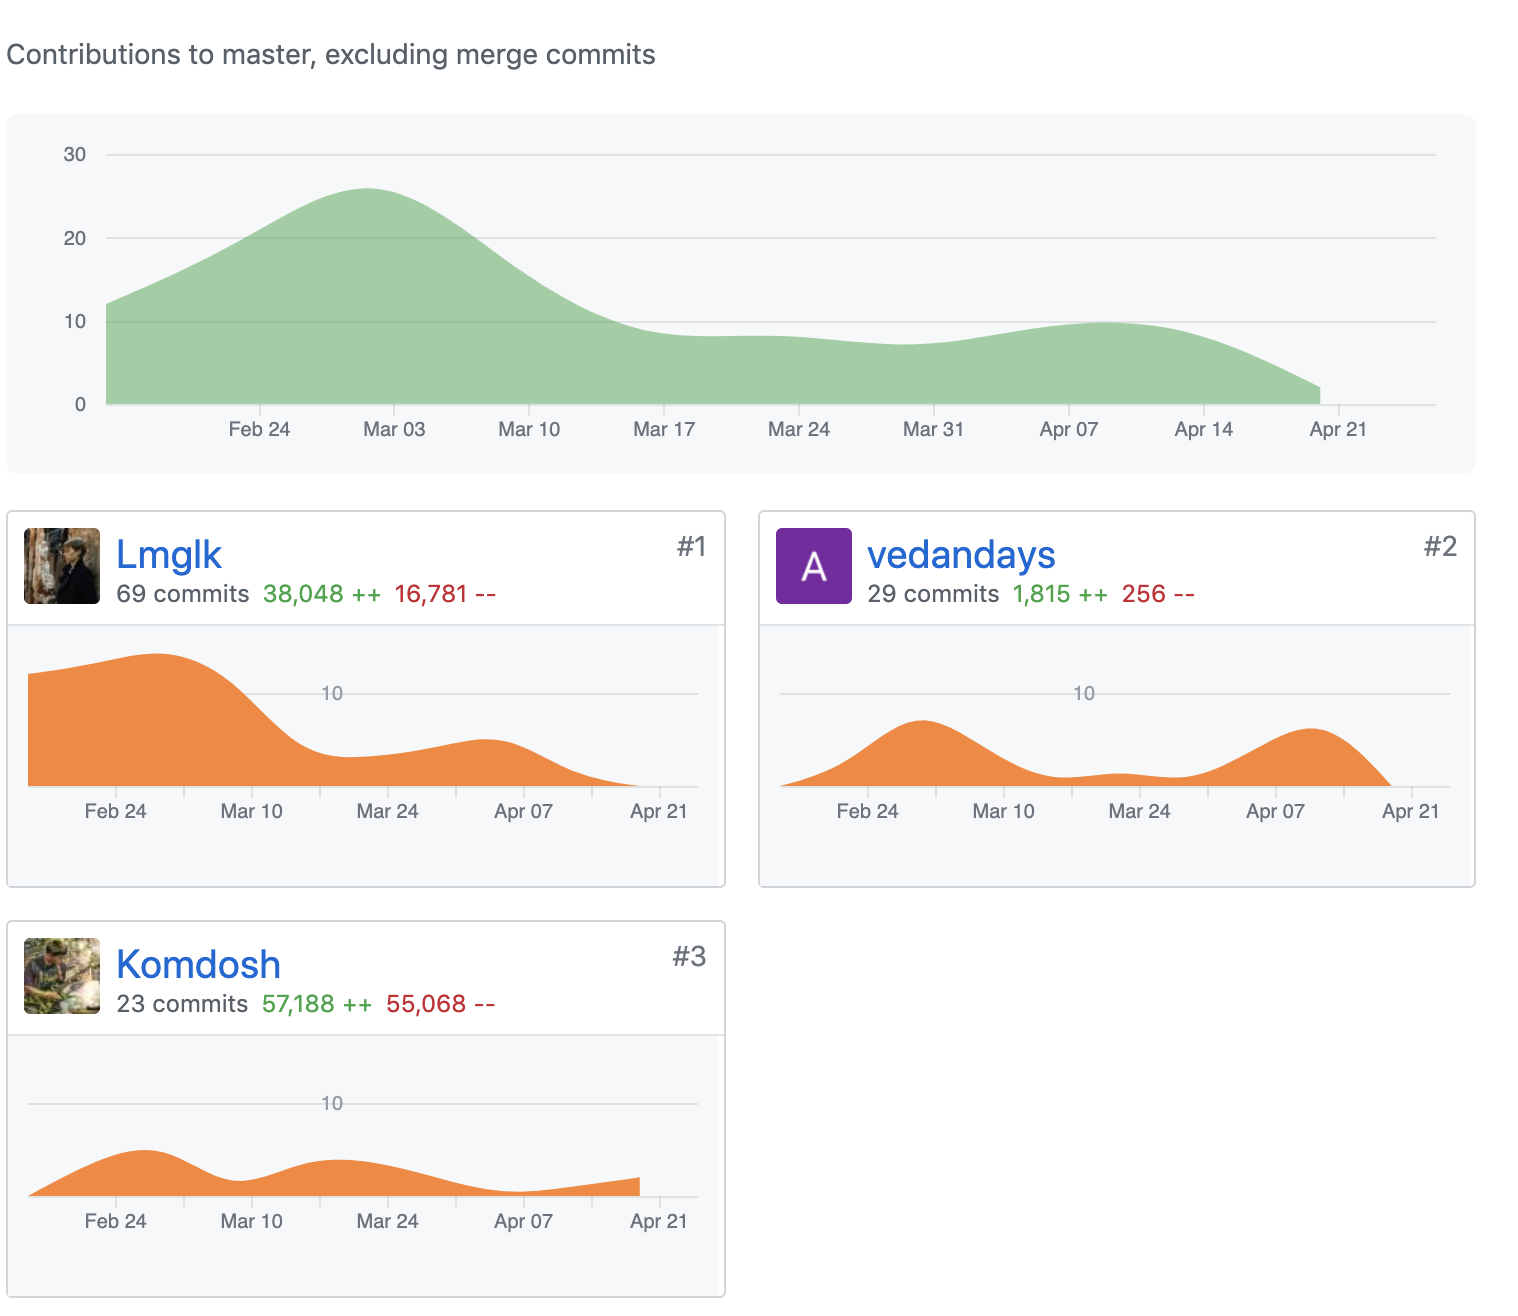 Contributions to master, excluding merge commits
30
20
10
0
Feb 24 Mar 03 Mar 10 Mar 17 Mar 24 Mar 31 Apr 07 Apr 14 Apr 21
Lmglk #1
69 commits 38,048 ++ 16,781 --
10
Feb 24 Mar 10 Mar 24 Apr 07 Apr 21
A
vedandays #2
29 commits 1,815 ++ 256 --
10
Feb 24 Mar 10 Mar 24 Apr 07 Apr 21
Komdosh #3
23 commits 57,188 ++ 55,068 --
10
Feb 24 Mar 10 Mar 24 Apr 07 Apr 21